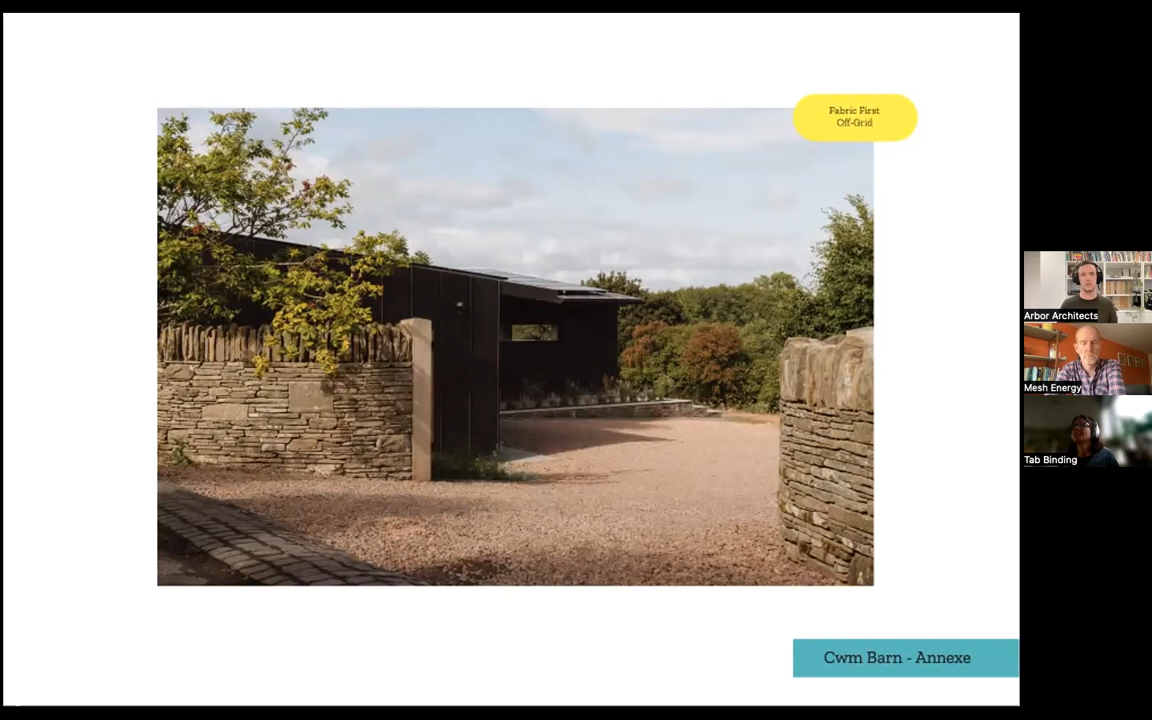 Fabric First
Off-Grid
Arbor Architects
Mesh Energy
Tab Binding
Cwm Barn - Annexe